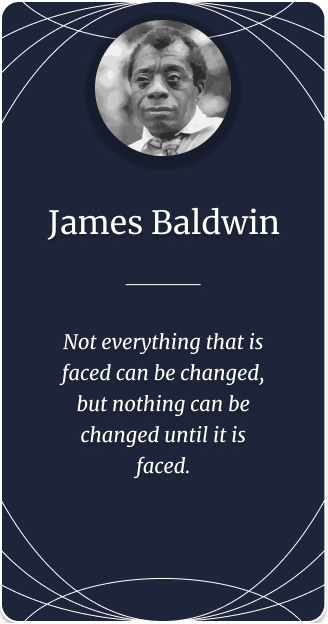 James Baldwin
Not everything that is
faced can be changed,
but nothing can be
changed until it is
faced.